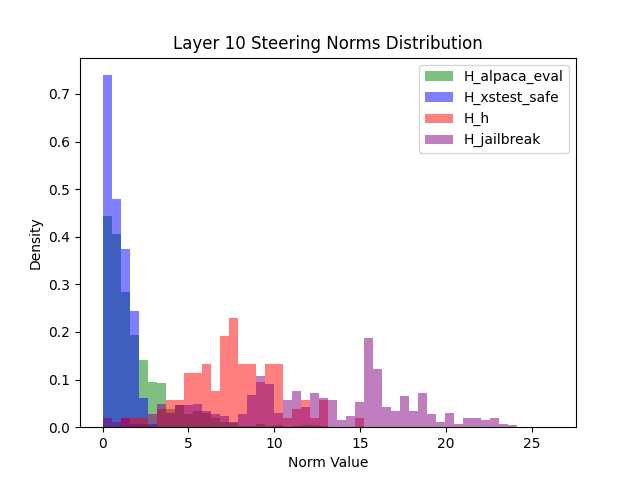 Layer 10 Steering Norms Distribution
H_alpaca_eval
H_xstest_safe
H_h
H_jailbreak
Density
0.7
0.6
0.5
0.4
0.3
0.2
0.1
0.0
0 5 10 15 20 25
Norm Value